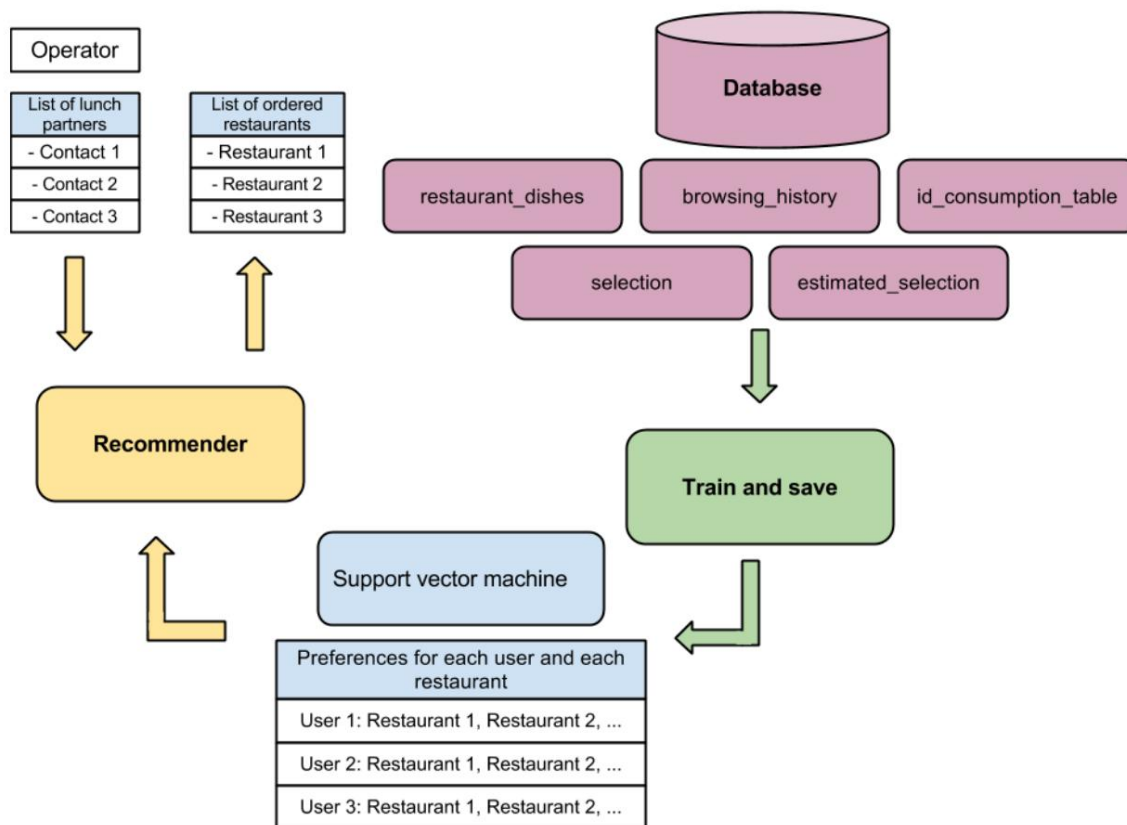 Operator
List of lunch
partners
- Contact 1
- Contact 2
- Contact 3
List of ordered
restaurants
- Restaurant 1
- Restaurant 2
- Restaurant 3
Database
restaurant_dishes
browsing_history
id_consumption_table
selection
estimated_selection
Recommender
Train and save
Support vector machine
Preferences for each user and each
restaurant
User 1: Restaurant 1, Restaurant 2, ...
User 2: Restaurant 1, Restaurant 2, ...
User 3: Restaurant 1, Restaurant 2, ...